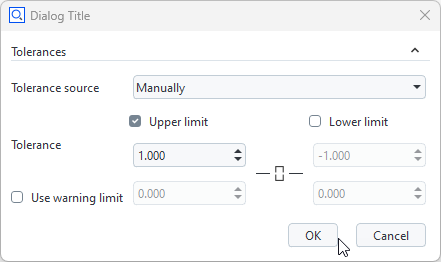 Dialog Title
Tolerances
Tolerance source Manually
Upper limit Lower limit
Tolerance 1.000 -1.000
Use warning limit 0.000 0.000
OK Cancel